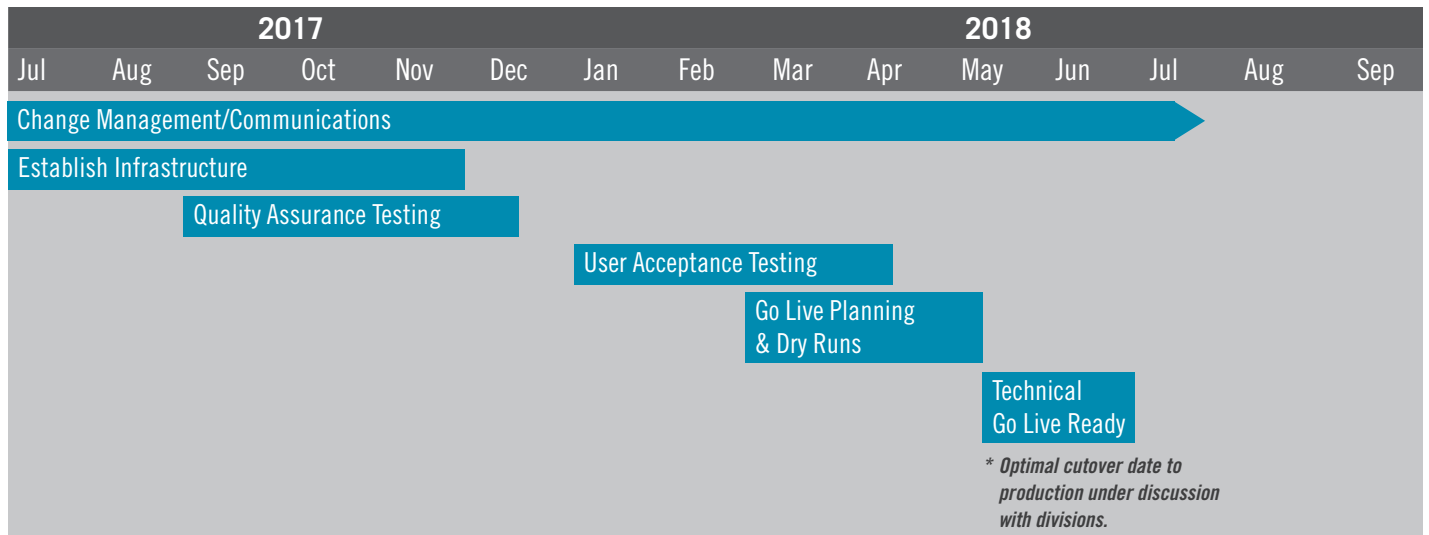 2017 2018
Jul Aug Sep Oct Nov Dec Jan Feb Mar Apr May Jun Jul Aug Sep
Change Management/Communications
Establish Infrastructure
Quality Assurance Testing
User Acceptance Testing
Go Live Planning
& Dry Runs
Technical
Go Live Ready
* Optimal cutover date to
production under discussion
with divisions.